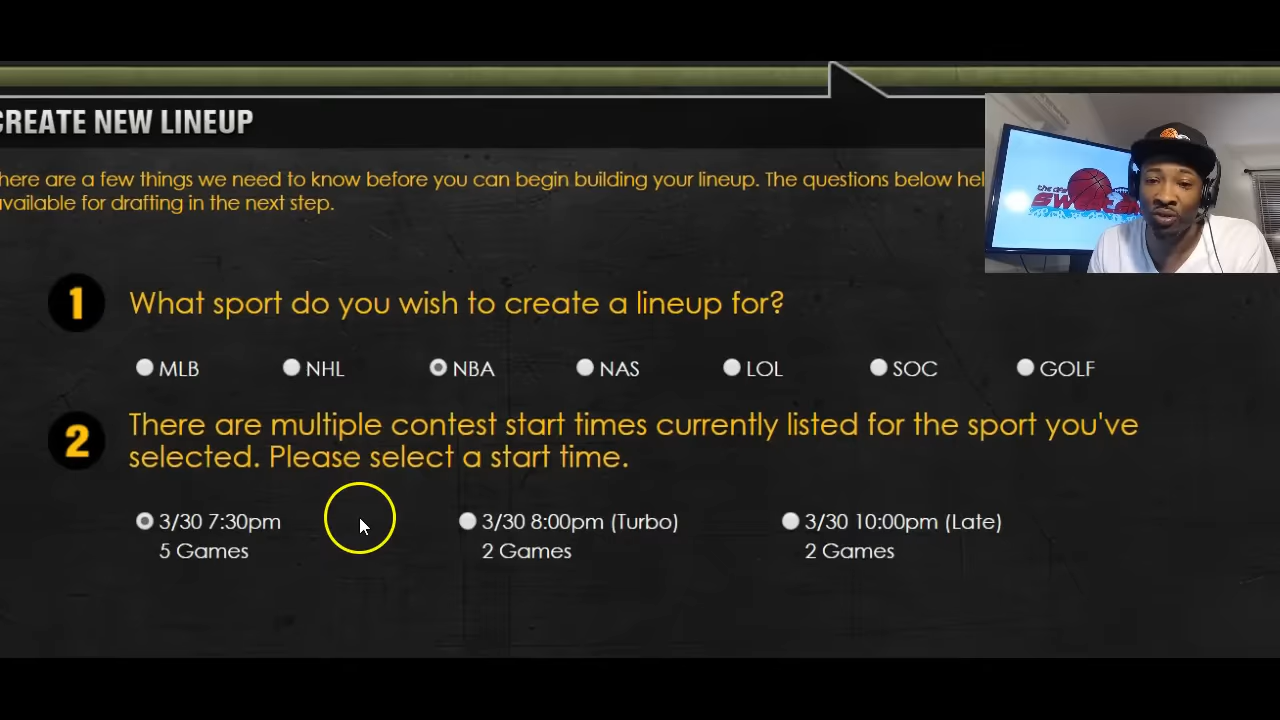 CREATE NEW LINEUP
here are a few things we need to know before you can begin building your lineup. The questions below hel
vailable for drafting in the next step.
1 What sport do you wish to create a lineup for?
MLB NHL NBA NAS LOL SOC GOLF
2 There are multiple contest start times currently listed for the sport you've
selected. Please select a start time.
3/30 7:30pm 3/30 8:00pm (Turbo) 3/30 10:00pm (Late)
5 Games 2 Games 2 Games